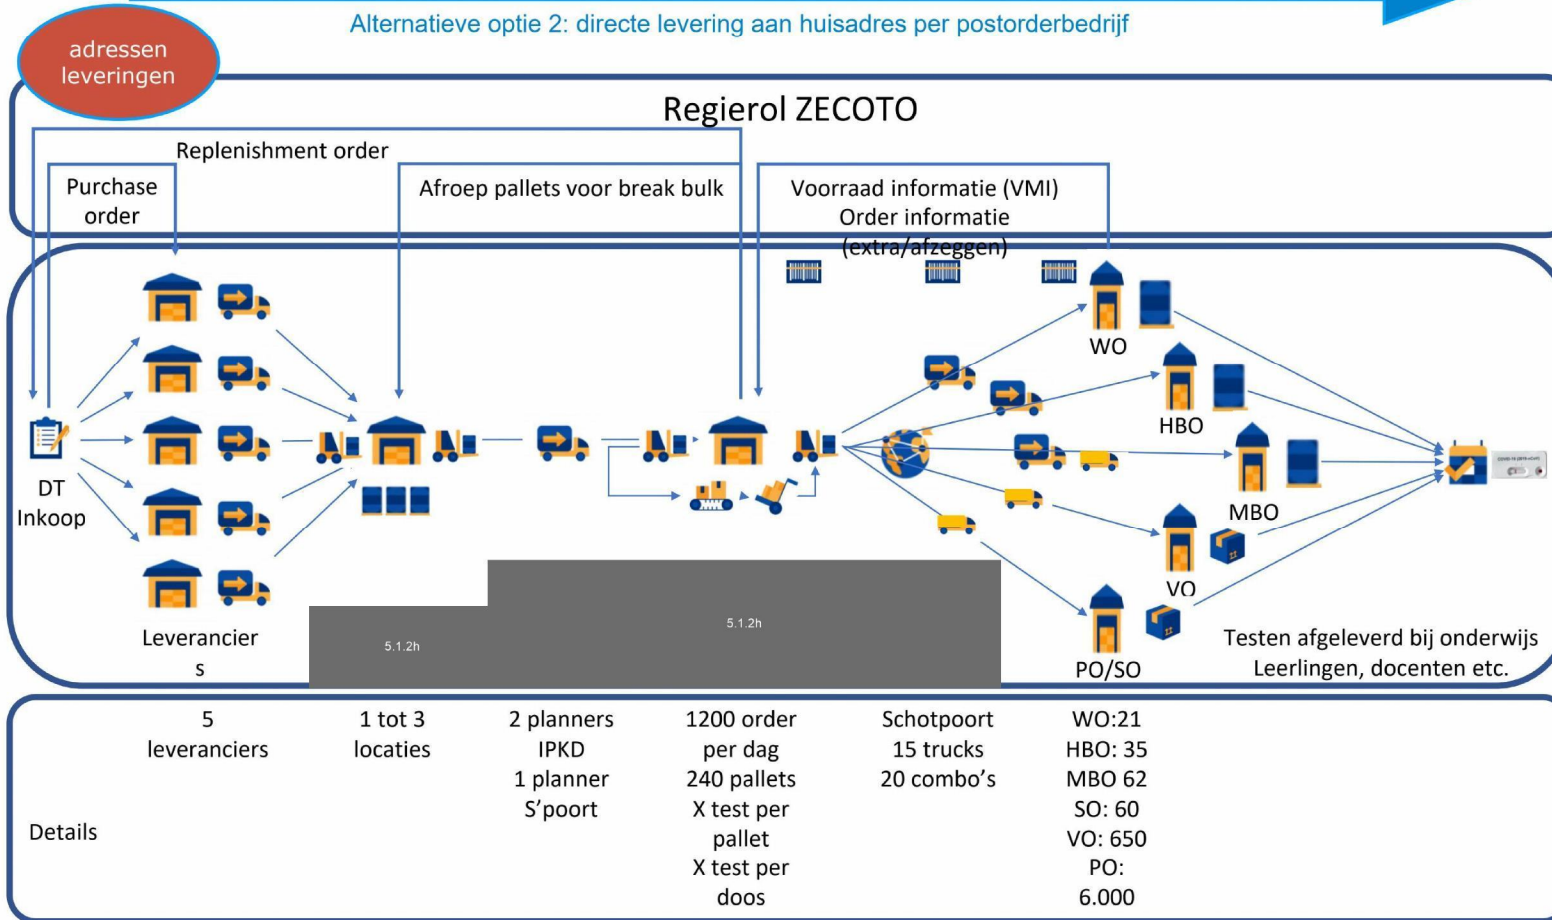 Alternatieve optie 2: directe levering aan huisadres per postorderbedrijf
adressen
leveringen
Regierol ZECOTO
Replenishment order
Purchase
order
Afroep pallets voor break bulk
Voorraad informatie (VMI)
Order informatie
(extra/afzeggen)
WO
HBO
MBO
VO
PO/SO
DT
Inkoop
Leverancier
s
5.1.2h
5.1.2h
Testen afgeleverd bij onderwijs
Leerlingen, docenten etc.
Details
5
leveranciers
1 tot 3
locaties
2 planners
IPKD
1 planner
S'poort
1200 order
per dag
240 pallets
X test per
pallet
X test per
doos
Schotpoort
15 trucks
20 combo's
WO:21
HBO: 35
MBO 62
SO: 60
VO: 650
PO:
6.000